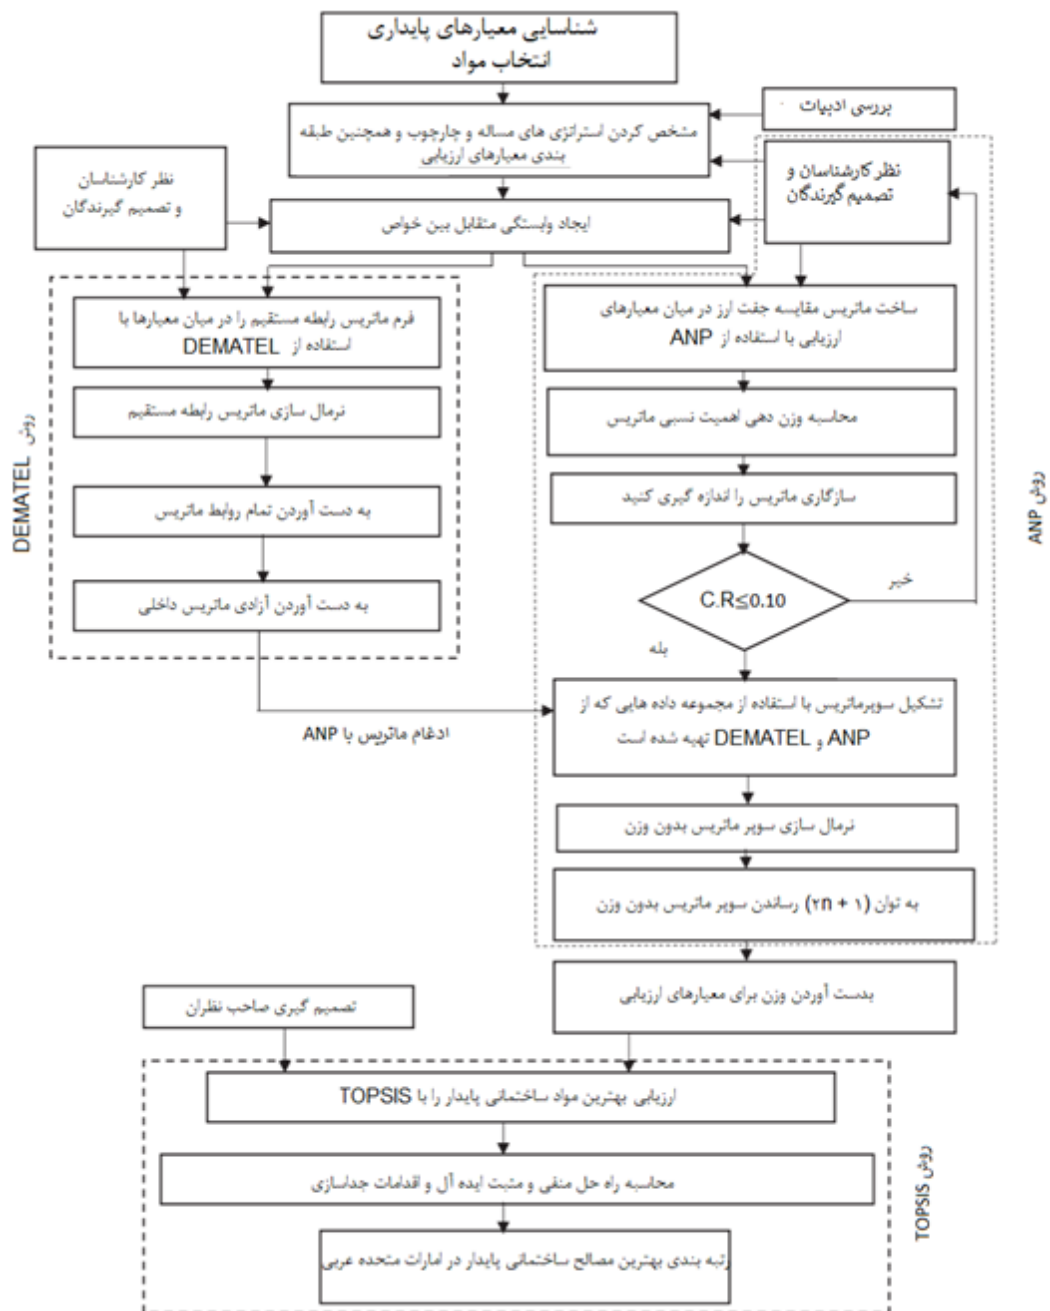 شناسایی معیارهای پایداری
انتخاب مواد
بررسی ادبیات
مشخص کردن استراتژی های مساله و چارچوب و همچنین طبقه
بندی معیارهای ارزیابی
نظر کارشناسان و
تصمیم گیرندگان
نظر کارشناسان
و تصمیم گیرندگان
ایجاد وابستگی متقابل بین خواص
فرم ماتریس رابطه مستقیم را در میان معیارها با
استفاده از DEMATEL
نرمال سازی ماتریس رابطه مستقیم
به دست آوردن تمام روابط ماتریس
به دست آوردن آزادی ماتریس داخلی
روش DEMATEL
ساخت ماتریس مقایسه جفت ارز در میان معیارهای
ارزیابی با استفاده از ANP
محاسبه وزن دهی اهمیت نسبی ماتریس
سازگاری ماتریس را اندازه گیری کنید
C.R≤0.10
خیر
بله
روش ANP
ادغام ماتریس با ANP
تشکیل سوپرماتریس با استفاده از مجموعه داده هایی که از
ANP و DEMATEL تهیه شده است
نرمال سازی سوپر ماتریس بدون وزن
به توان (۲n + ۱) رساندن سوپر ماتریس بدون وزن
بدست آوردن وزن برای معیارهای ارزیابی
تصمیم گیری صاحب نظران
ارزیابی بهترین مواد ساختمانی پایدار را با TOPSIS
محاسبه راه حل منفی و مثبت ایده آل و اقدامات جداسازی
رتبه بندی بهترین مصالح ساختمانی پایدار در امارات متحده عربی
روش TOPSIS